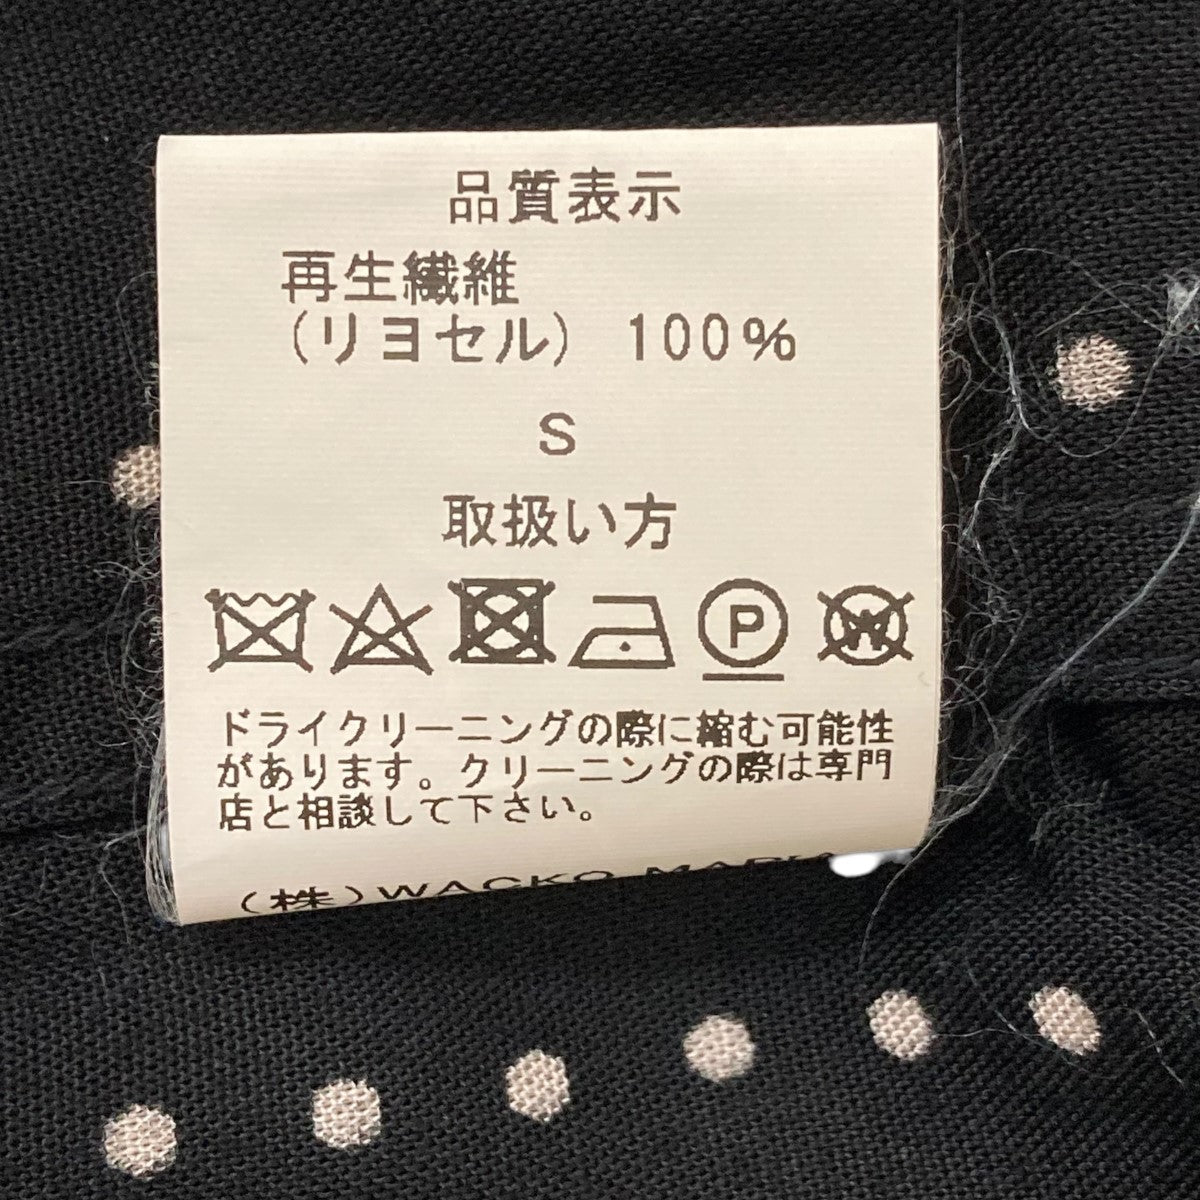 品質表示
再生繊維
(リヨセル) 100%
S
取扱い方
P
W
ドライクリーニングの際に縮む可能性
があります。クリーニングの際は専門
店と相談して下さい。
(株)WACKO MARIA